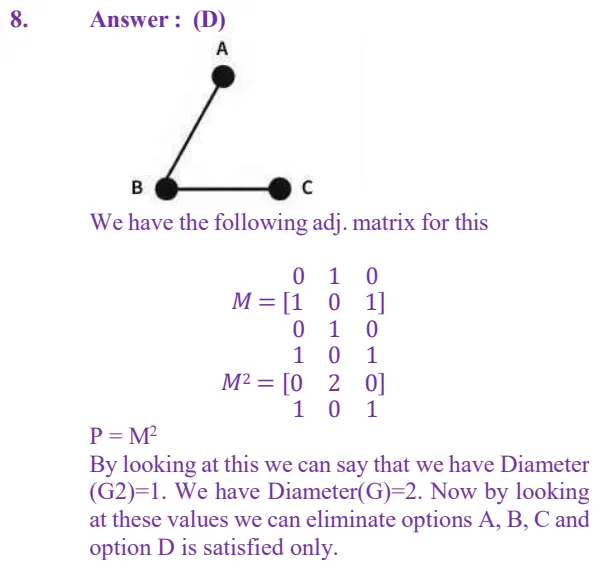 8. Answer : (D)
A
B C
We have the following adj. matrix for this
0 1 0
M = [1 0 1]
0 1 0
1 0 1
M² = [0 2 0]
1 0 1
P = M²
By looking at this we can say that we have Diameter
(G2)=1. We have Diameter(G)=2. Now by looking
at these values we can eliminate options A, B, C and
option D is satisfied only.